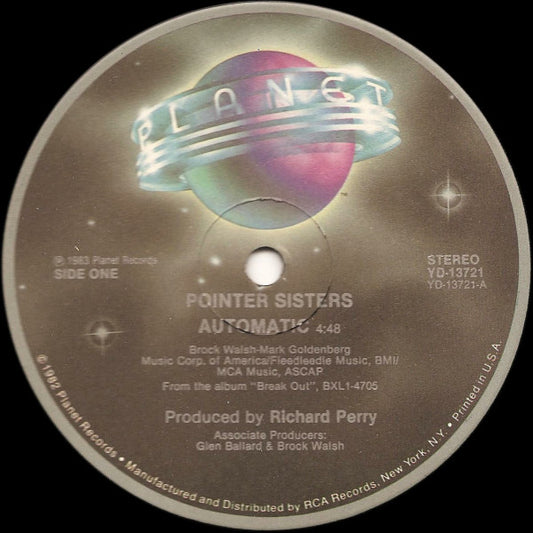 PLANET
TM
℗ 1983 Planet Records
SIDE ONE
STEREO
YD-13721
YD-13721-A
POINTER SISTERS
AUTOMATIC 4:48
Brock Walsh-Mark Goldenberg
Music Corp. of America/Fleedleedle Music, BMI/
MCA Music, ASCAP
From the album "Break Out", BXL1-4705
Produced by Richard Perry
Associate Producers:
Glen Ballard & Brock Walsh
© 1982 Planet Records • Manufactured and Distributed by RCA Records, New York, N.Y. • Printed in U.S.A.